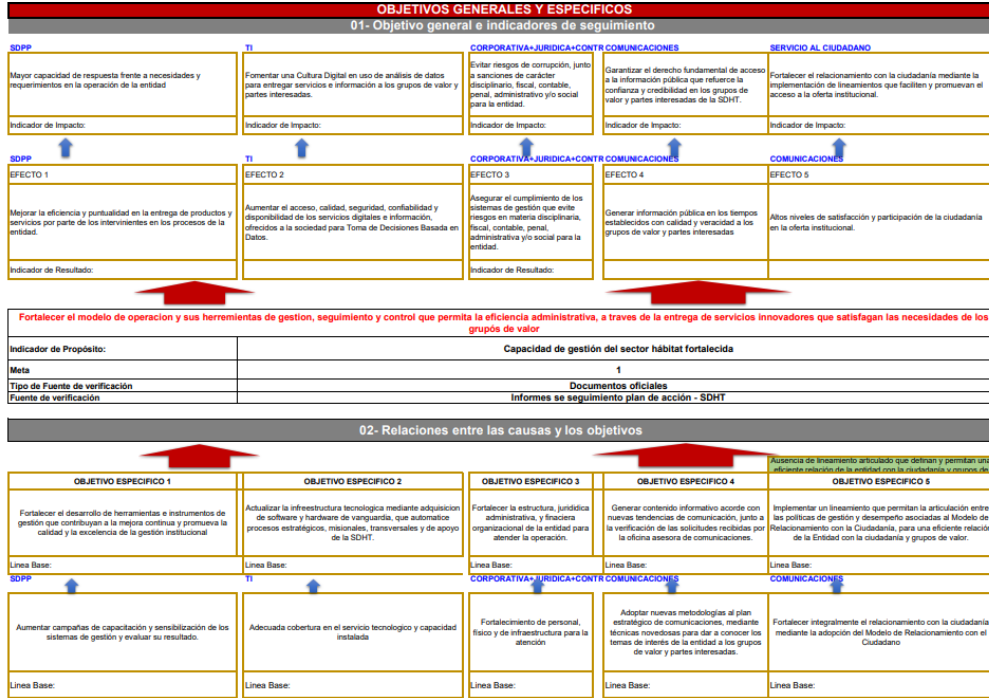 OBJETIVOS GENERALES Y ESPECIFICOS
01- Objetivo general e indicadores de seguimiento
SDPP
Mayor capacidad de respuesta frente a necesidades y
requerimientos en la operación de la entidad
Indicador de Impacto:
TI
Fomentar una Cultura Digital en uso de análisis de datos
para entregar servicios e información a los grupos de valor y
partes interesadas.
Indicador de Impacto:
CORPORATIVA+JURIDICA+CONTR
Evitar riesgos de corrupción, junto
a sanciones de carácter
disciplinario, fiscal, contable,
penal, administrativo y/o social
para la entidad.
Indicador de Impacto:
COMUNICACIONES
Garantizar el derecho fundamental de acceso
a la información pública que refuerce la
confianza y credibilidad en los grupos de
valor y partes interesadas de la SDHT.
Indicador de Impacto:
SERVICIO AL CIUDADANO
Fortalecer el relacionamiento con la ciudadanía mediante la
implementación de lineamientos que faciliten y promuevan el
acceso a la oferta institucional.
Indicador de Impacto:
SDPP
EFECTO 1
Mejorar la eficiencia y puntualidad en la entrega de productos y
servicios por parte de los intervinientes en los procesos de la
entidad.
Indicador de Resultado:
TI
EFECTO 2
Aumentar el acceso, calidad, seguridad, confiabilidad y
disponibilidad de los servicios digitales e información,
ofrecidos a la sociedad para Toma de Decisiones Basada en
Datos.
CORPORATIVA+JURIDICA+CONTR
EFECTO 3
Asegurar el cumplimiento de los
sistemas de gestión que evite
riesgos en materia disciplinaria,
fiscal, contable, penal,
administrativa y/o social para la
entidad.
Indicador de Resultado:
COMUNICACIONES
EFECTO 4
Generar información pública en los tiempos
establecidos con calidad y veracidad a los
grupos de valor y partes interesadas
COMUNICACIONES
EFECTO 5
Altos niveles de satisfacción y participación de la ciudadanía
en la oferta institucional.
Fortalecer el modelo de operacion y sus herremientas de gestion, seguimiento y control que permita la eficiencia administrativa, a traves de la entrega de servicios innovadores que satisfagan las necesidades de los
grupós de valor
Indicador de Propósito:
Capacidad de gestión del sector hábitat fortalecida
Meta
1
Tipo de Fuente de verificación
Documentos oficiales
Fuente de verificación
Informes se seguimiento plan de acción - SDHT
02- Relaciones entre las causas y los objetivos
Ausencia de lineamiento articulado que definan y permitan una
eficiente relación de la entidad con la ciudadanía y grupos de
OBJETIVO ESPECIFICO 1
Fortalecer el desarrollo de herramientas e instrumentos de
gestión que contribuyan a la mejora continua y promueva la
calidad y la excelencia de la gestión institucional
Linea Base:
OBJETIVO ESPECIFICO 2
Actualizar la infreestructura tecnologica mediante adquisicion
de software y hardware de vanguardia, que automatice
procesos estratégicos, misionales, transversales y de apoyo
de la SDHT.
Linea Base:
OBJETIVO ESPECIFICO 3
Fortalecer la estructura, jurididica
administrativa, y finaciera
organizacional de la entidad para
atender la operación.
Linea Base:
OBJETIVO ESPECIFICO 4
Generar contenido informativo acorde con
nuevas tendencias de comunicación, junto a
la verificación de las solicitudes recibidas por
la oficina asesora de comunicaciones.
Linea Base:
OBJETIVO ESPECIFICO 5
Implementar un lineamiento que permitan la articulación entre
las políticas de gestión y desempeño asociadas al Modelo de
Relacionamiento con la Ciudadanía, para una eficiente relación
de la Entidad con la ciudadanía y grupos de valor.
Linea Base:
SDPP
Aumentar campañas de capacitación y sensibilización de los
sistemas de gestión y evaluar su resultado.
Linea Base:
TI
Adecuada cobertura en el servicio tecnologico y capacidad
instalada
Linea Base:
CORPORATIVA+JURIDICA+CONTR
Fortalecimiento de personal,
físico y de infraestructura para la
atención
Linea Base:
COMUNICACIONES
Adoptar nuevas metodologías al plan
estratégico de comunicaciones, mediante
técnicas novedosas para dar a conocer los
temas de interés de la entidad a los grupos
de valor y partes interesadas.
Linea Base:
COMUNICACIONES
Fortalecer integralmente el relacionamiento con la ciudadanía
mediante la adopción del Modelo de Relacionamiento con el
Ciudadano
Linea Base: